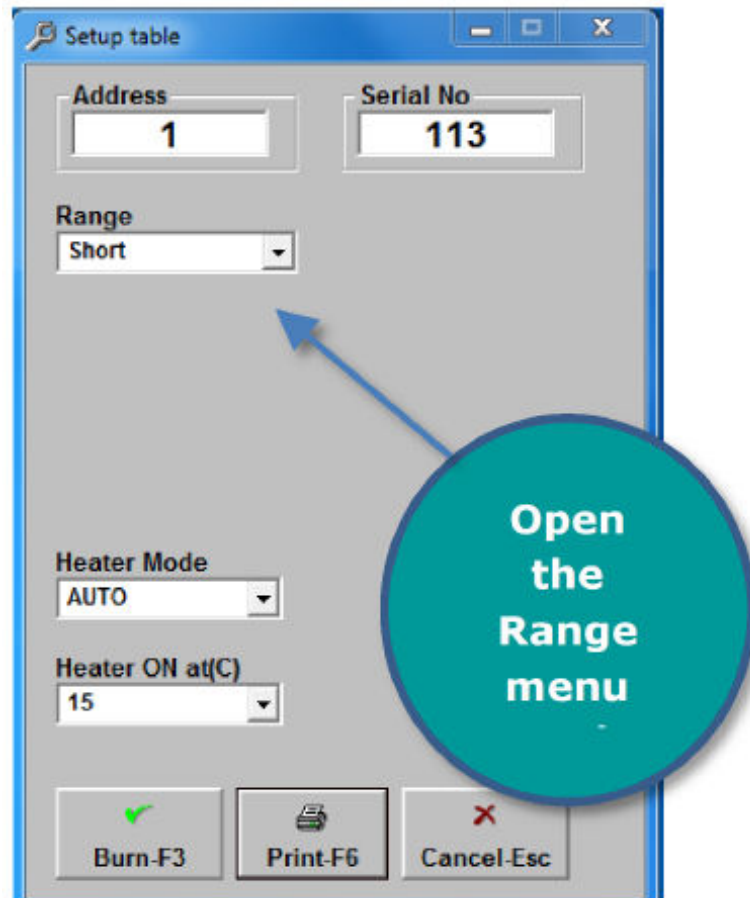 Setup table
Address
Serial No
1
113
Range
Short
Open
the
Range
menu
Heater Mode
AUTO
Heater ON at(C)
15
Burn-F3
Print-F6
Cancel-Esc